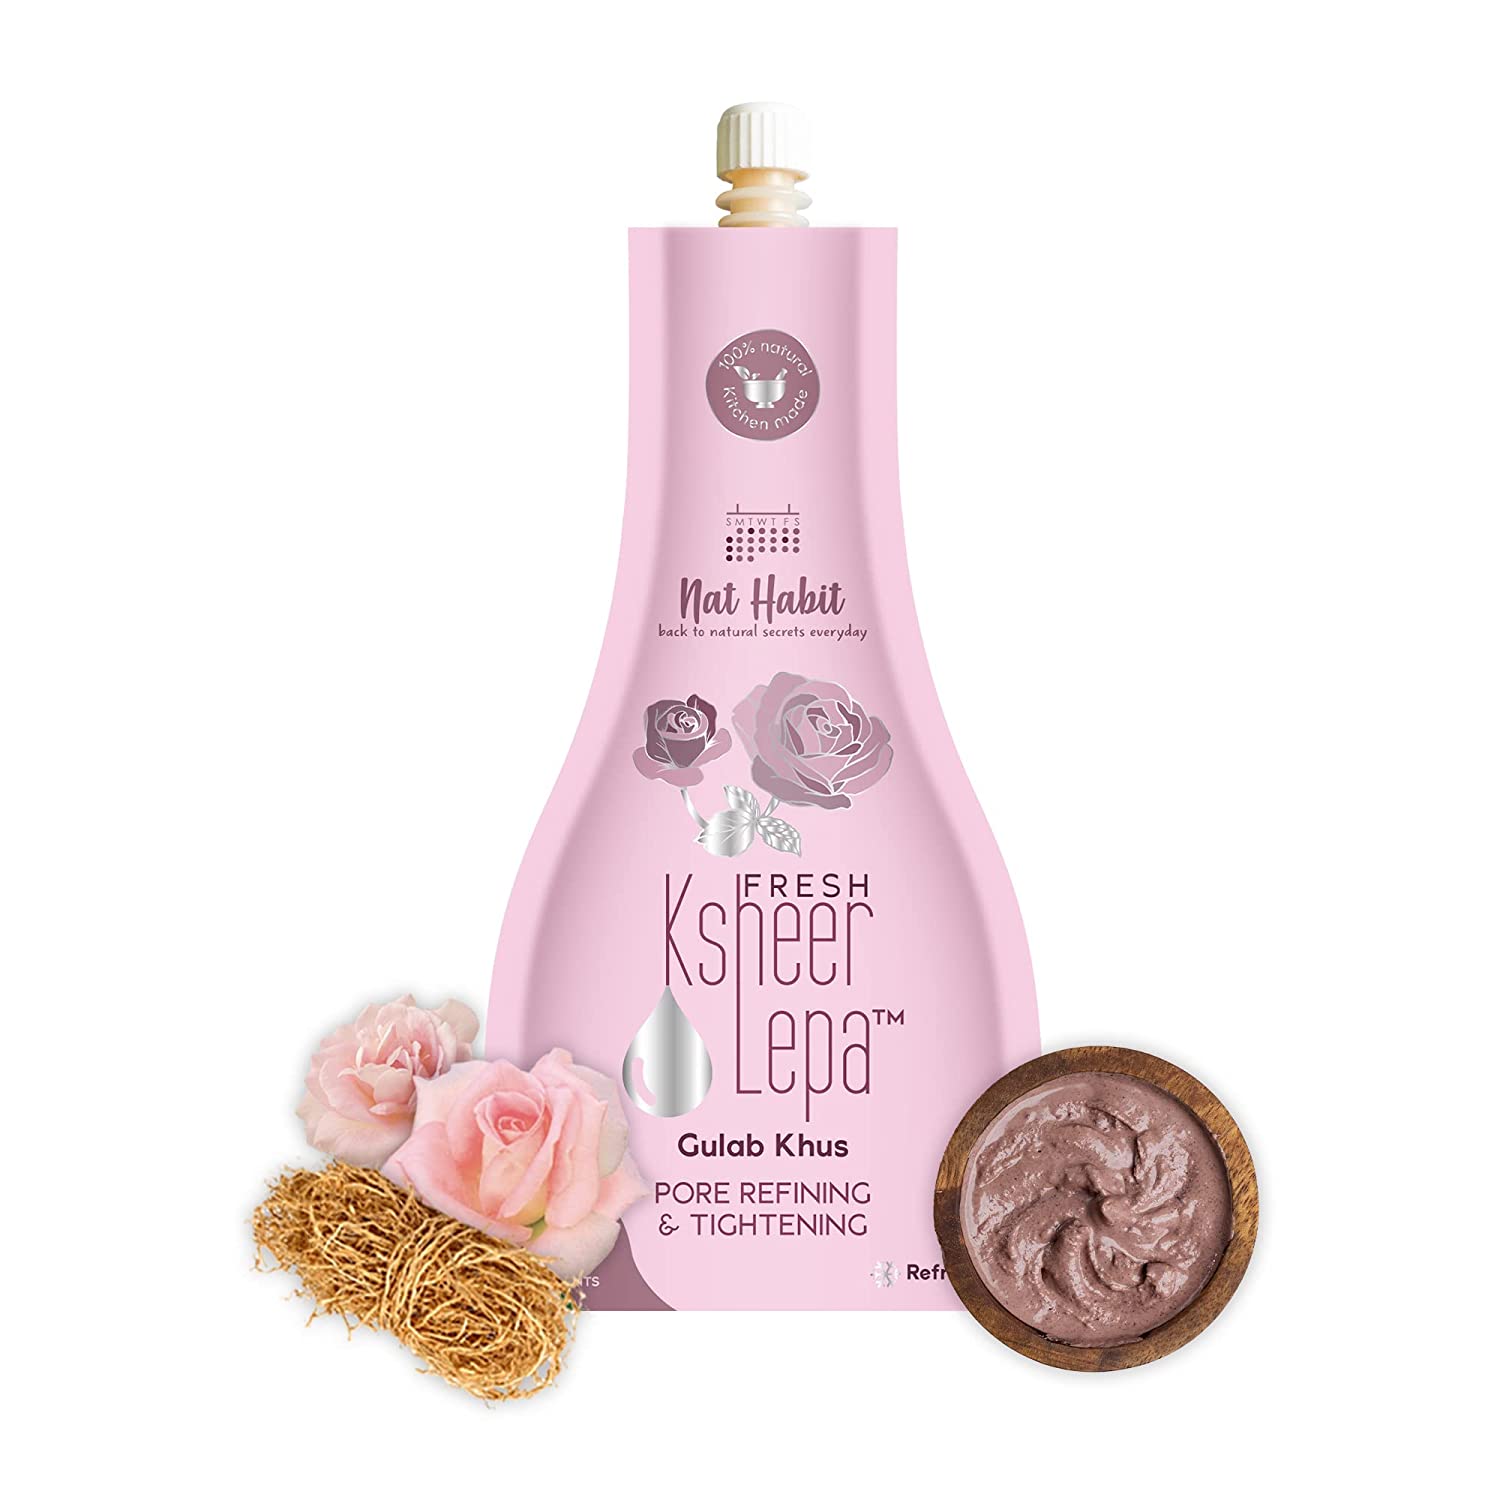 100% natural
Kitchen made
S M T W T F S
Nat Habit
back to natural secrets everyday
FRESH
Ksheer
Lepa™
Gulab Khus
PORE REFINING
& TIGHTENING